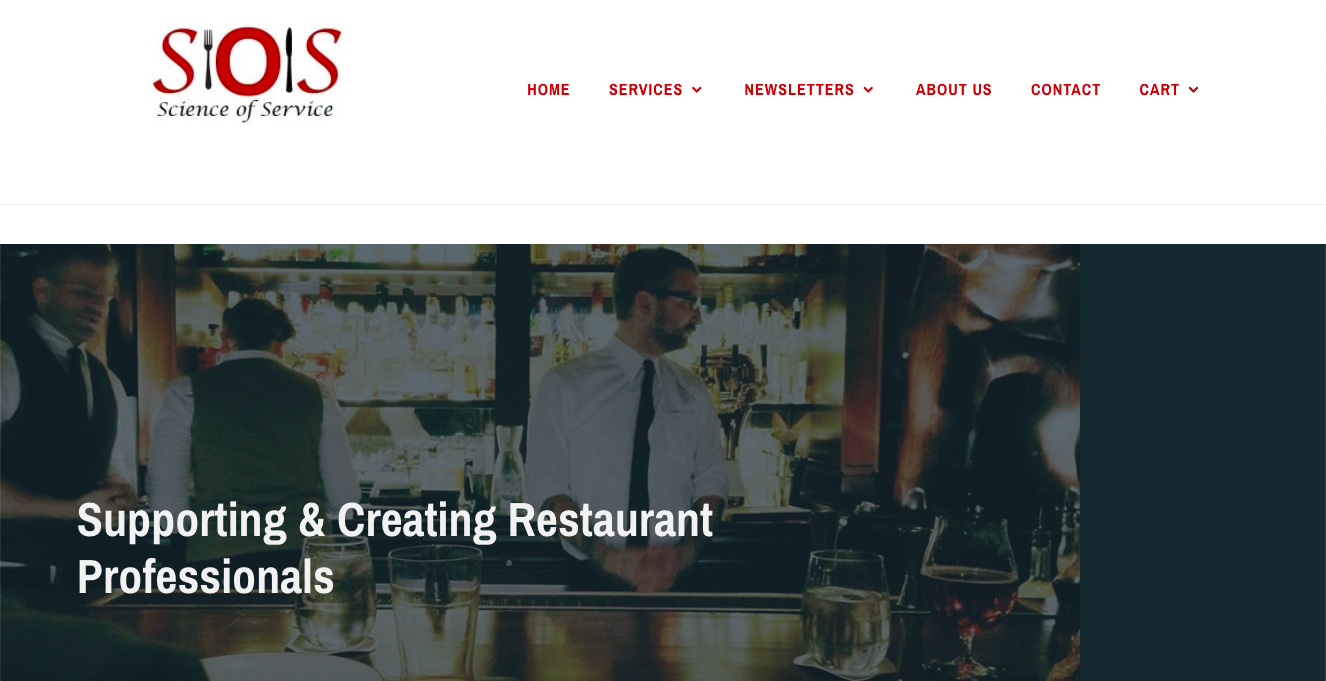 SOS
Science of Service
HOME SERVICES NEWSLETTERS ABOUT US CONTACT CART
Supporting & Creating Restaurant
Professionals